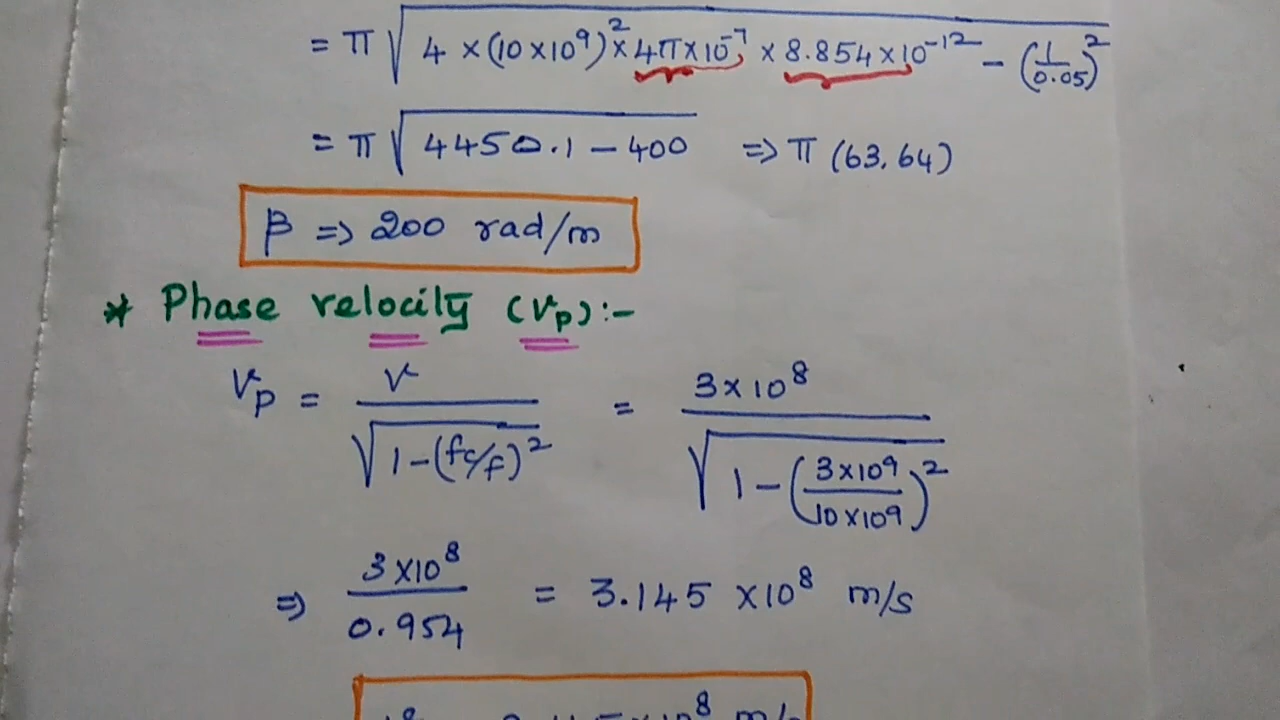 = π √ 4 × (10 × 10⁹)² × 4π × 10⁻⁷ × 8.854 × 10⁻¹² − (1/0.05)²
= π √ 4450.1 − 400 ⇒ π (63.64)
β ⇒ 200 rad/m
* Phase velocity (Vp):-
Vp = V / √ 1 − (fc/f)² = 3 × 10⁸ / √ 1 − (3 × 10⁹ / 10 × 10⁹)²
⇒ 3 × 10⁸ / 0.954 = 3.145 × 10⁸ m/s